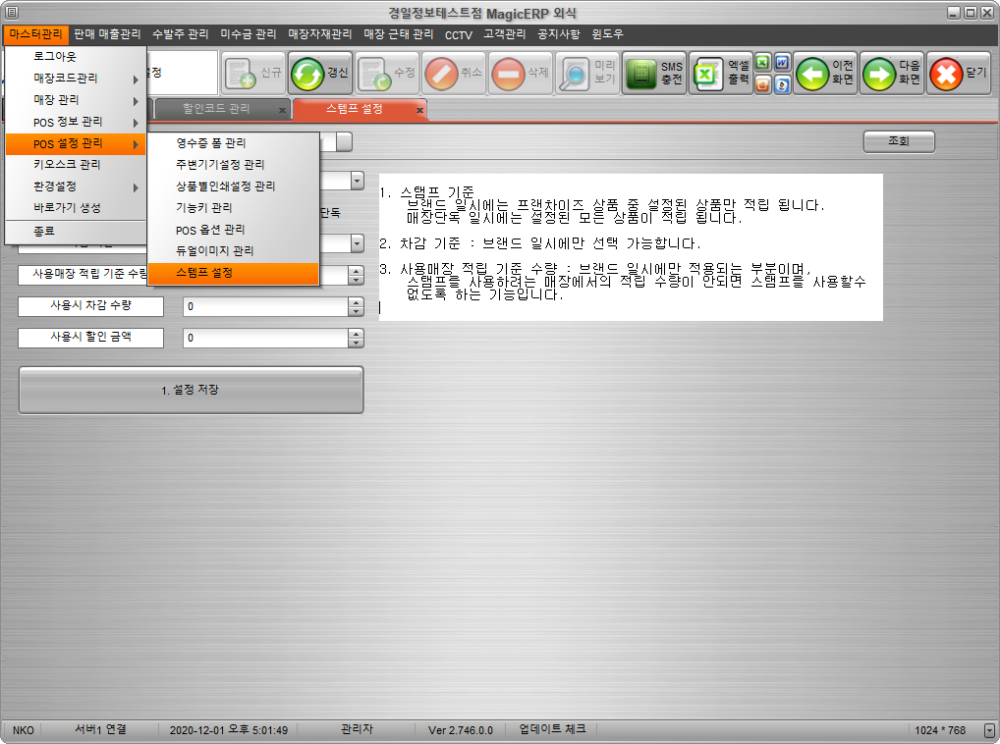 경일정보테스트점 MagicERP 외식
마스터관리 판매 매출관리 수발주 관리 미수금 관리 매장자재관리 매장 근태 관리 CCTV 고객관리 공지사항 윈도우
로그아웃
매장코드관리
매장 관리
POS 정보 관리
POS 설정 관리
키오스크 관리
환경설정
바로가기 생성
종료
영수증 폼 관리
주변기기설정 관리
상품별인쇄설정 관리
기능키 관리
POS 옵션 관리
듀얼이미지 관리
스템프 설정
신규
갱신
수정
취소
삭제
미리
보기
SMS
충전
엑셀
출력
이전
화면
다음
화면
닫기
할인코드 관리
스템프 설정
조회
단독
사용매장 적립 기준 수량
사용시 차감 수량
0
사용시 할인 금액
0
1. 설정 저장
1. 스탬프 기준
브랜드 일시에는 프랜차이즈 상품 중 설정된 상품만 적립 됩니다.
매장단독 일시에는 설정된 모든 상품이 적립 됩니다.
2. 차감 기준 : 브랜드 일시에만 선택 가능합니다.
3. 사용매장 적립 기준 수량 : 브랜드 일시에만 적용되는 부분이며,
스탬프를 사용하려는 매장에서의 적립 수량이 안되면 스탬프를 사용할수
없도록 하는 기능입니다.
NKO 서버1 연결 2020-12-01 오후 5:01:49 관리자 Ver 2.746.0.0 업데이트 체크 1024 * 768